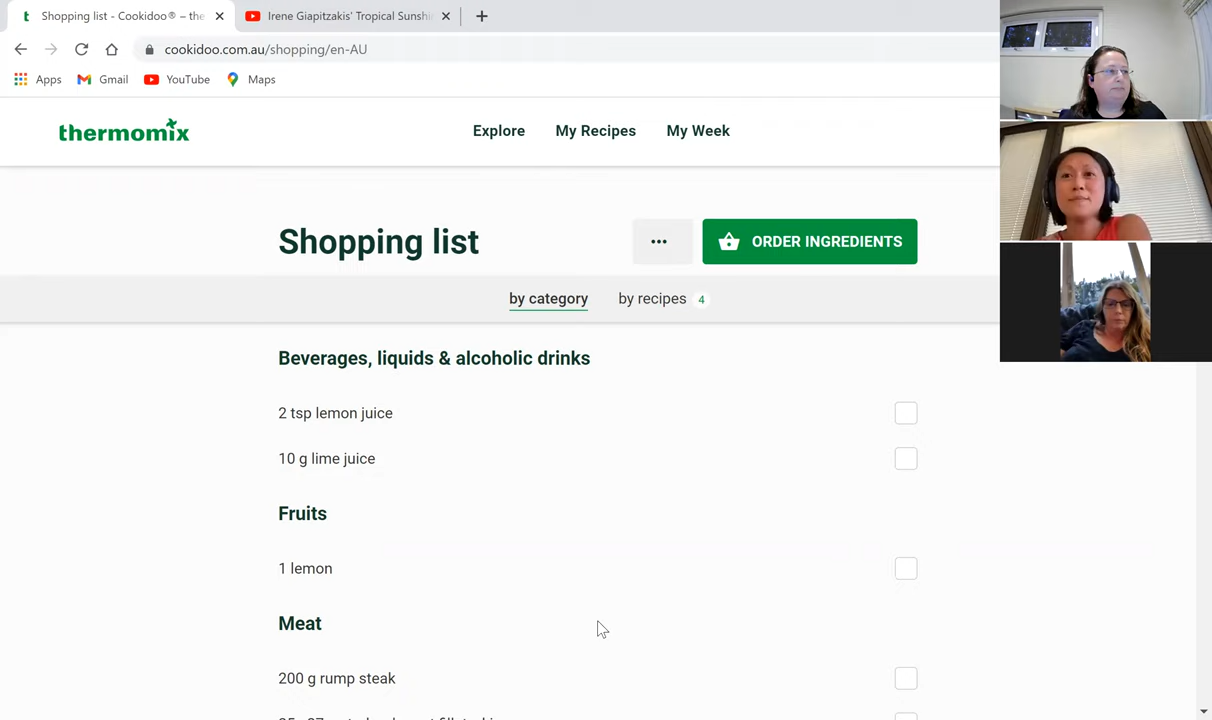 Shopping list - Cookidoo® – the
Irene Giapitzakis' Tropical Sunshi
cookidoo.com.au/shopping/en-AU
Apps Gmail YouTube Maps
thermomix Explore My Recipes My Week
Shopping list ... ORDER INGREDIENTS
by category by recipes 4
Beverages, liquids & alcoholic drinks
2 tsp lemon juice
10 g lime juice
Fruits
1 lemon
Meat
200 g rump steak